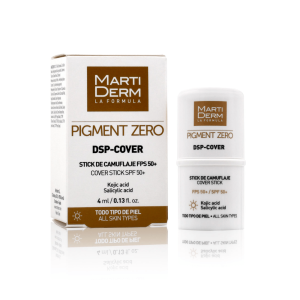 MARTI
DERM
LA FORMULA
PIGMENT ZERO
DSP-COVER
STICK DE CAMUFLAJE FPS 50+
COVER STICK SPF 50+
Kojic acid
Salicylic acid
4 ml / 0.13 fl. oz.
TODO TIPO DE PIEL
ALL SKIN TYPES
MARTI
DERM
LA FORMULA
PIGMENT ZERO
DSP-COVER
STICK DE CAMUFLAJE
COVER STICK
FPS 50+ / SPF 50+
Kojic acid
Salicylic acid
TODO TIPO DE PIEL • ALL SKIN TYPES